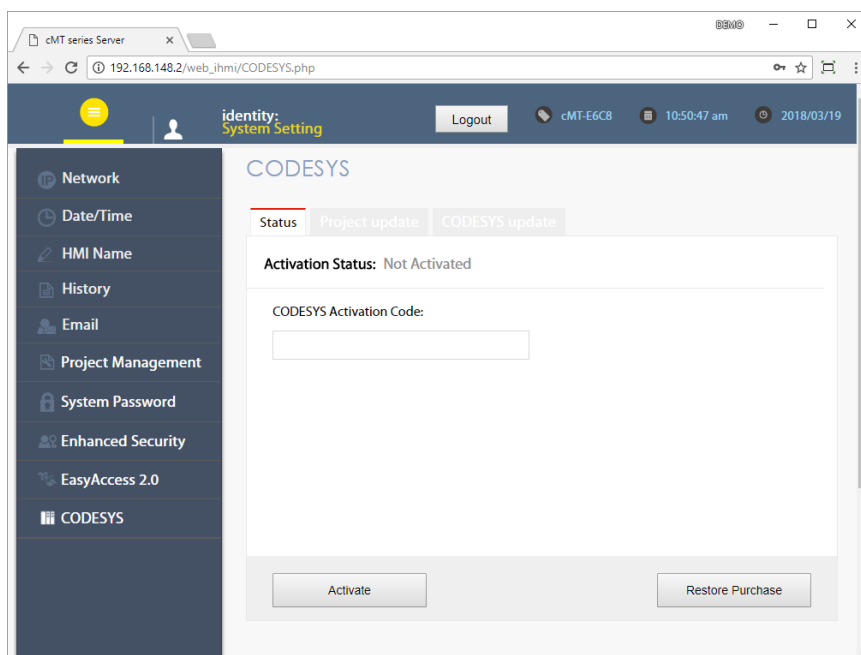 DEMO
cMT series Server
192.168.148.2/web_ihmi/CODESYS.php
identity:
System Setting
Logout
cMT-E6C8
10:50:47 am
2018/03/19
IP Network
Date/Time
HMI Name
History
Email
Project Management
System Password
Enhanced Security
EasyAccess 2.0
CODESYS
CODESYS
Status
Project update
CODESYS update
Activation Status: Not Activated
CODESYS Activation Code:
Activate
Restore Purchase